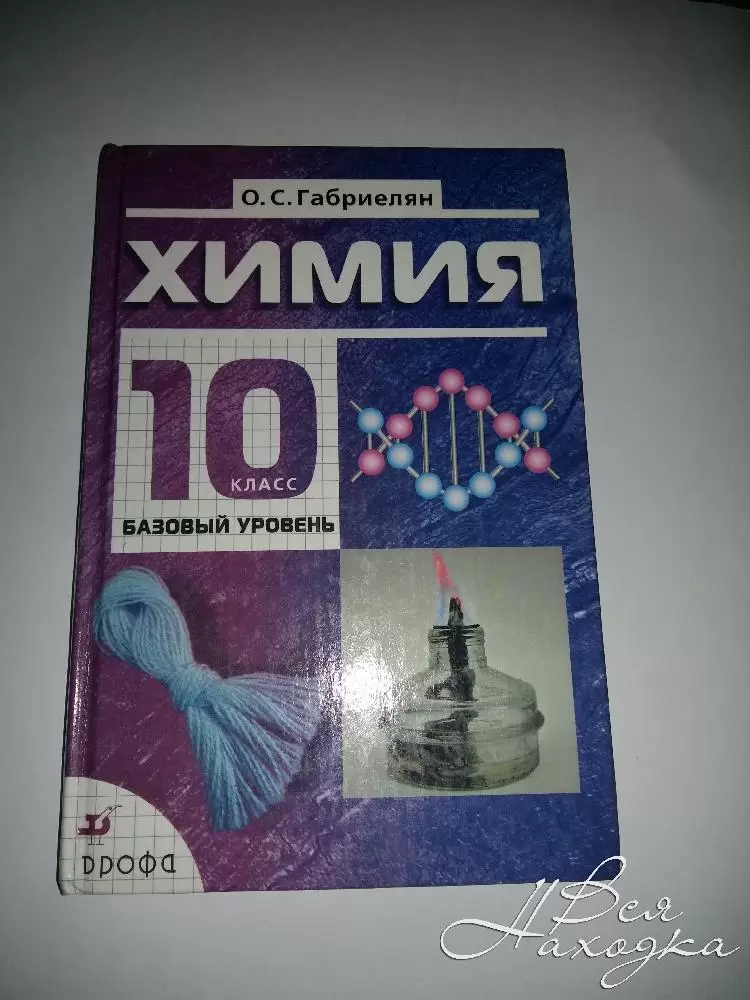 О. С. Габриелян
ХИМИЯ
10
КЛАСС
БАЗОВЫЙ УРОВЕНЬ
дрофа
Вся
Находка